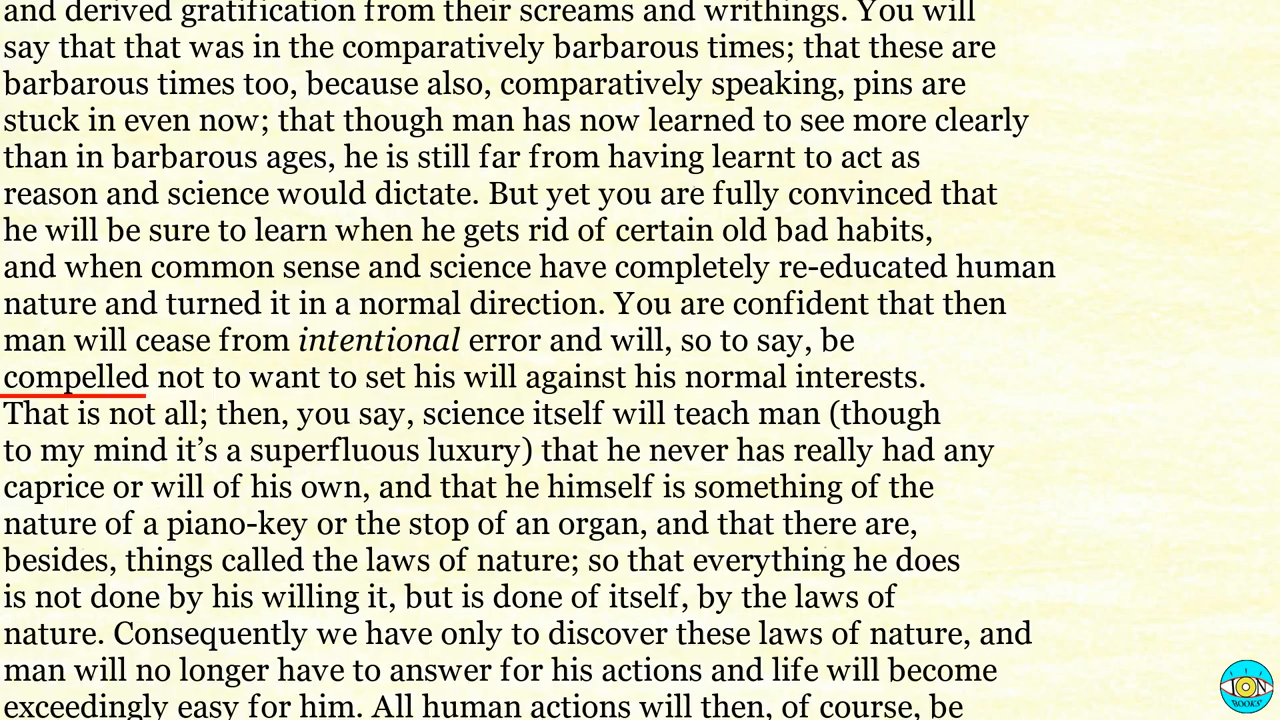 and derived gratification from their screams and writhings. You will
say that that was in the comparatively barbarous times; that these are
barbarous times too, because also, comparatively speaking, pins are
stuck in even now; that though man has now learned to see more clearly
than in barbarous ages, he is still far from having learnt to act as
reason and science would dictate. But yet you are fully convinced that
he will be sure to learn when he gets rid of certain old bad habits,
and when common sense and science have completely re-educated human
nature and turned it in a normal direction. You are confident that then
man will cease from intentional error and will, so to say, be
compelled not to want to set his will against his normal interests.
That is not all; then, you say, science itself will teach man (though
to my mind it’s a superfluous luxury) that he never has really had any
caprice or will of his own, and that he himself is something of the
nature of a piano-key or the stop of an organ, and that there are,
besides, things called the laws of nature; so that everything he does
is not done by his willing it, but is done of itself, by the laws of
nature. Consequently we have only to discover these laws of nature, and
man will no longer have to answer for his actions and life will become
exceedingly easy for him. All human actions will then, of course, be
ION
BOOKS